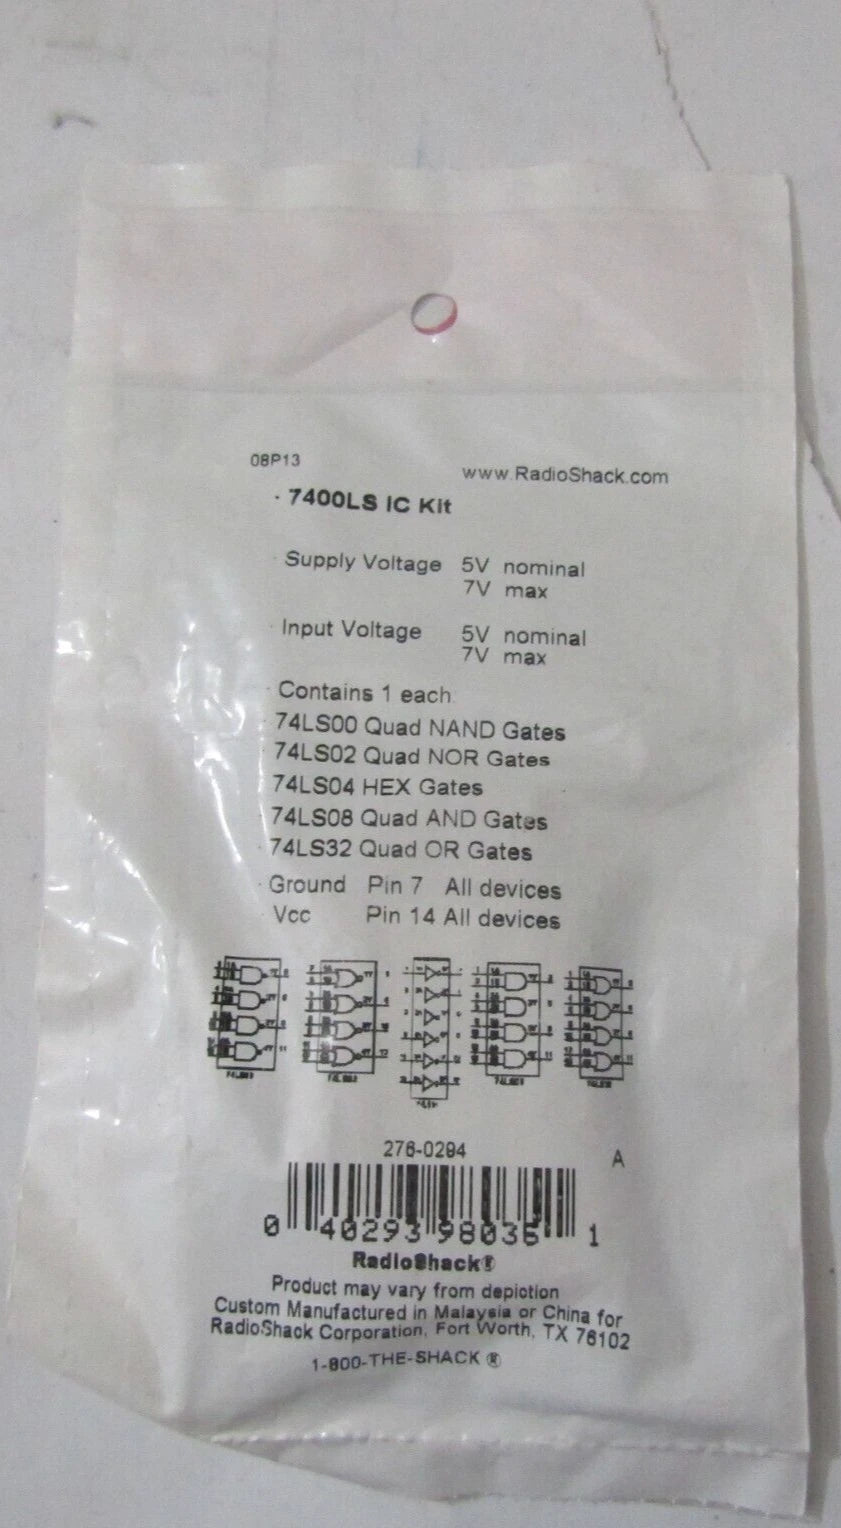 08P13
www.RadioShack.com
7400LS IC Kit
Supply Voltage 5V nominal
7V max
Input Voltage 5V nominal
7V max
Contains 1 each
74LS00 Quad NAND Gates
74LS02 Quad NOR Gates
74LS04 HEX Gates
74LS08 Quad AND Gates
74LS32 Quad OR Gates
Ground Pin 7 All devices
Vcc Pin 14 All devices
276-0294
A
0 40293 98036 1
RadioShack®
Product may vary from depiction
Custom Manufactured in Malaysia or China for
RadioShack Corporation, Fort Worth, TX 76102
1-800-THE-SHACK ®